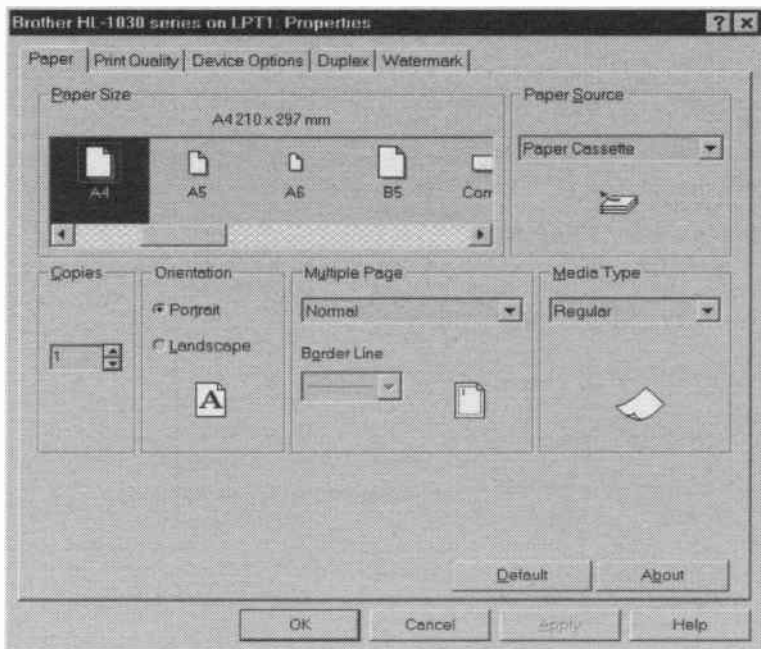 Brother HL-1030 series on LPT1: Properties
Paper Print Quality Device Options Duplex Watermark
Paper Size
A4 210 x 297 mm
A4 A5 A6 B5 Com
Paper Source
Paper Cassette
Copies
1
Orientation
Portrait
Landscape
A
Multiple Page
Normal
Border Line
1
Media Type
Regular
Default About
OK Cancel Apply Help